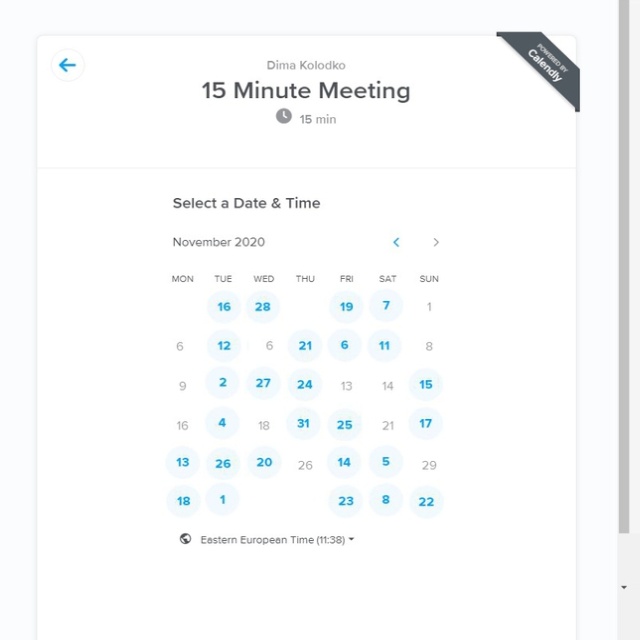 POWERED BY
Calendly
Dima Kolodko
15 Minute Meeting
15 min
Select a Date & Time
November 2020
MON TUE WED THU FRI SAT SUN
16 28 19 7 1
6 12 6 21 6 11 8
9 2 27 24 13 14 15
16 4 18 31 25 21 17
13 26 20 26 14 5 29
18 1 23 8 22
Eastern European Time (11:38)